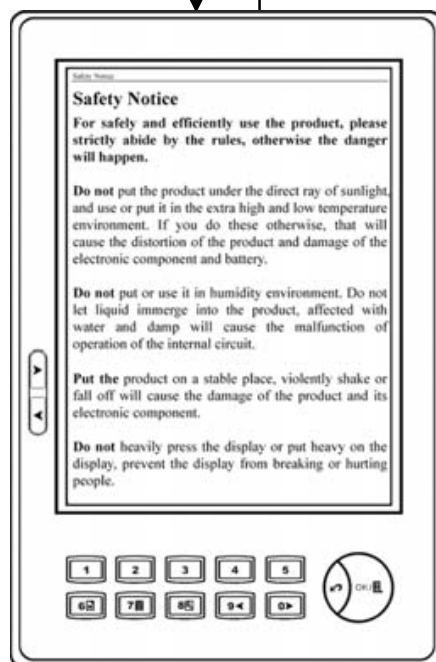 Safety Notice
Safety Notice
For safely and efficiently use the product, please
strictly abide by the rules, otherwise the danger
will happen.
Do not put the product under the direct ray of sunlight,
and use or put it in the extra high and low temperature
environment. If you do these otherwise, that will
cause the distortion of the product and damage of the
electronic component and battery.
Do not put or use it in humidity environment. Do not
let liquid immerge into the product, affected with
water and damp will cause the malfunction of
operation of the internal circuit.
Put the product on a stable place, violently shake or
fall off will cause the damage of the product and its
electronic component.
Do not heavily press the display or put heavy on the
display, prevent the display from breaking or hurting
people.
1 2 3 4 5
6 7 8 9 0
OK/